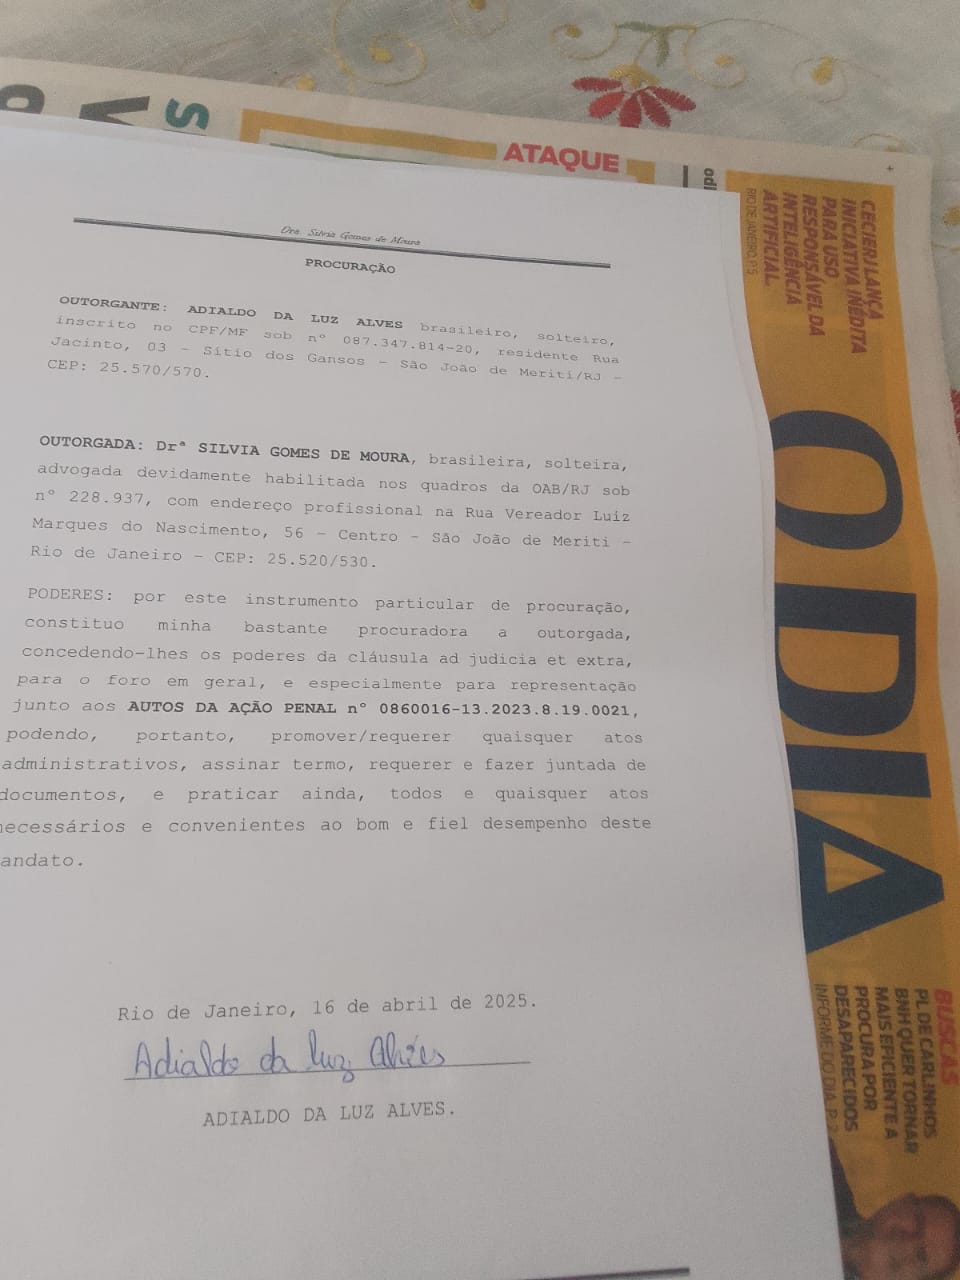 ATAQUE
Dra. Silvia Gomes de Moura
PROCURAÇÃO
OUTORGANTE: ADIALDO DA LUZ ALVES brasileiro, solteiro,
inscrito no CPF/MF sob nº 087.347.814-20, residente Rua
Jacinto, 03 - Sítio dos Gansos - São João de Meriti/RJ -
CEP: 25.570/570.
OUTORGADA: Drª SILVIA GOMES DE MOURA, brasileira, solteira,
advogada devidamente habilitada nos quadros da OAB/RJ sob
nº 228.937, com endereço profissional na Rua Vereador Luiz
Marques do Nascimento, 56 - Centro - São João de Meriti -
Rio de Janeiro - CEP: 25.520/530.
PODERES: por este instrumento particular de procuração,
constituo minha bastante procuradora a outorgada,
concedendo-lhes os poderes da cláusula ad judicia et extra,
para o foro em geral, e especialmente para representação
junto aos AUTOS DA AÇÃO PENAL nº 0860016-13.2023.8.19.0021,
podendo, portanto, promover/requerer quaisquer atos
administrativos, assinar termo, requerer e fazer juntada de
documentos, e praticar ainda, todos e quaisquer atos
necessários e convenientes ao bom e fiel desempenho deste
andato.
Rio de Janeiro, 16 de abril de 2025.
Adialdo da Luz Alves
ADIALDO DA LUZ ALVES.
CECIERJ LANÇA
INICIATIVA INÉDITA
PARA USO
RESPONSÁVEL DA
INTELIGÊNCIA
ARTIFICIAL
RIO DE JANEIRO, P. 5
O DIA
BUSCAS
PL DE CARLINHOS
BNH QUER TORNAR
MAIS EFICIENTE A
PROCURA POR
DESAPARECIDOS
INFORME DO DIA, P. 2